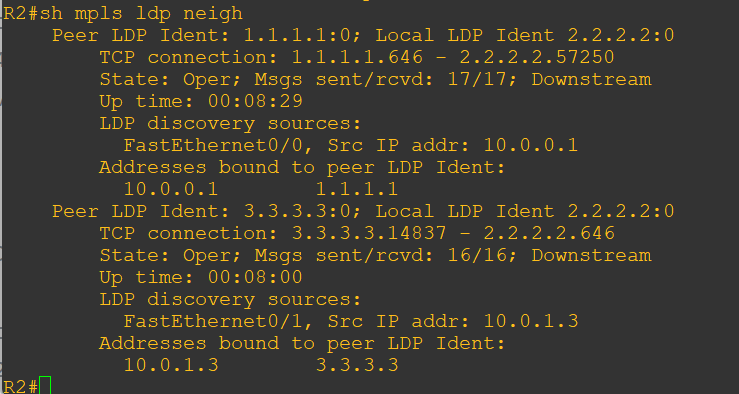 R2#sh mpls ldp neigh
Peer LDP Ident: 1.1.1.1:0; Local LDP Ident 2.2.2.2:0
TCP connection: 1.1.1.1.646 - 2.2.2.2.57250
State: Oper; Msgs sent/rcvd: 17/17; Downstream
Up time: 00:08:29
LDP discovery sources:
FastEthernet0/0, Src IP addr: 10.0.0.1
Addresses bound to peer LDP Ident:
10.0.0.1 1.1.1.1
Peer LDP Ident: 3.3.3.3:0; Local LDP Ident 2.2.2.2:0
TCP connection: 3.3.3.3.14837 - 2.2.2.2.646
State: Oper; Msgs sent/rcvd: 16/16; Downstream
Up time: 00:08:00
LDP discovery sources:
FastEthernet0/1, Src IP addr: 10.0.1.3
Addresses bound to peer LDP Ident:
10.0.1.3 3.3.3.3
R2#